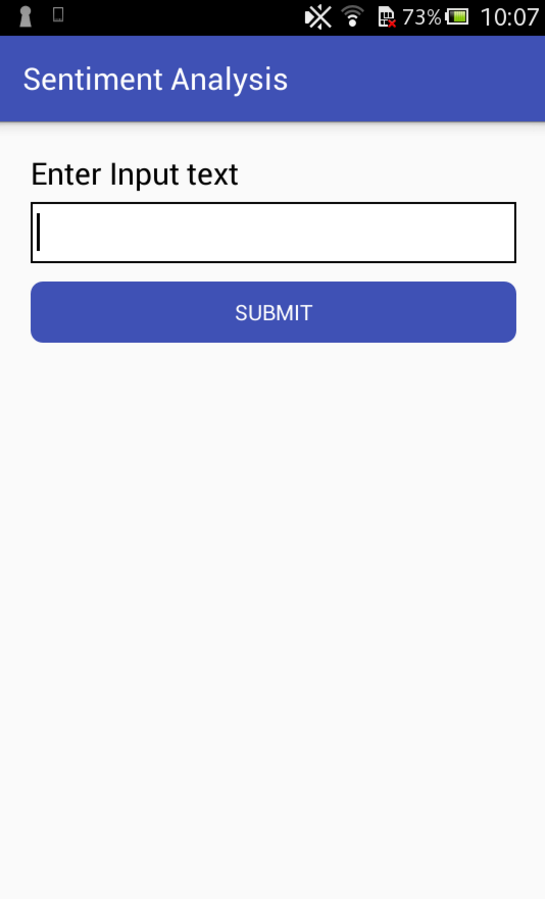 73% 10:07
Sentiment Analysis
Enter Input text
SUBMIT